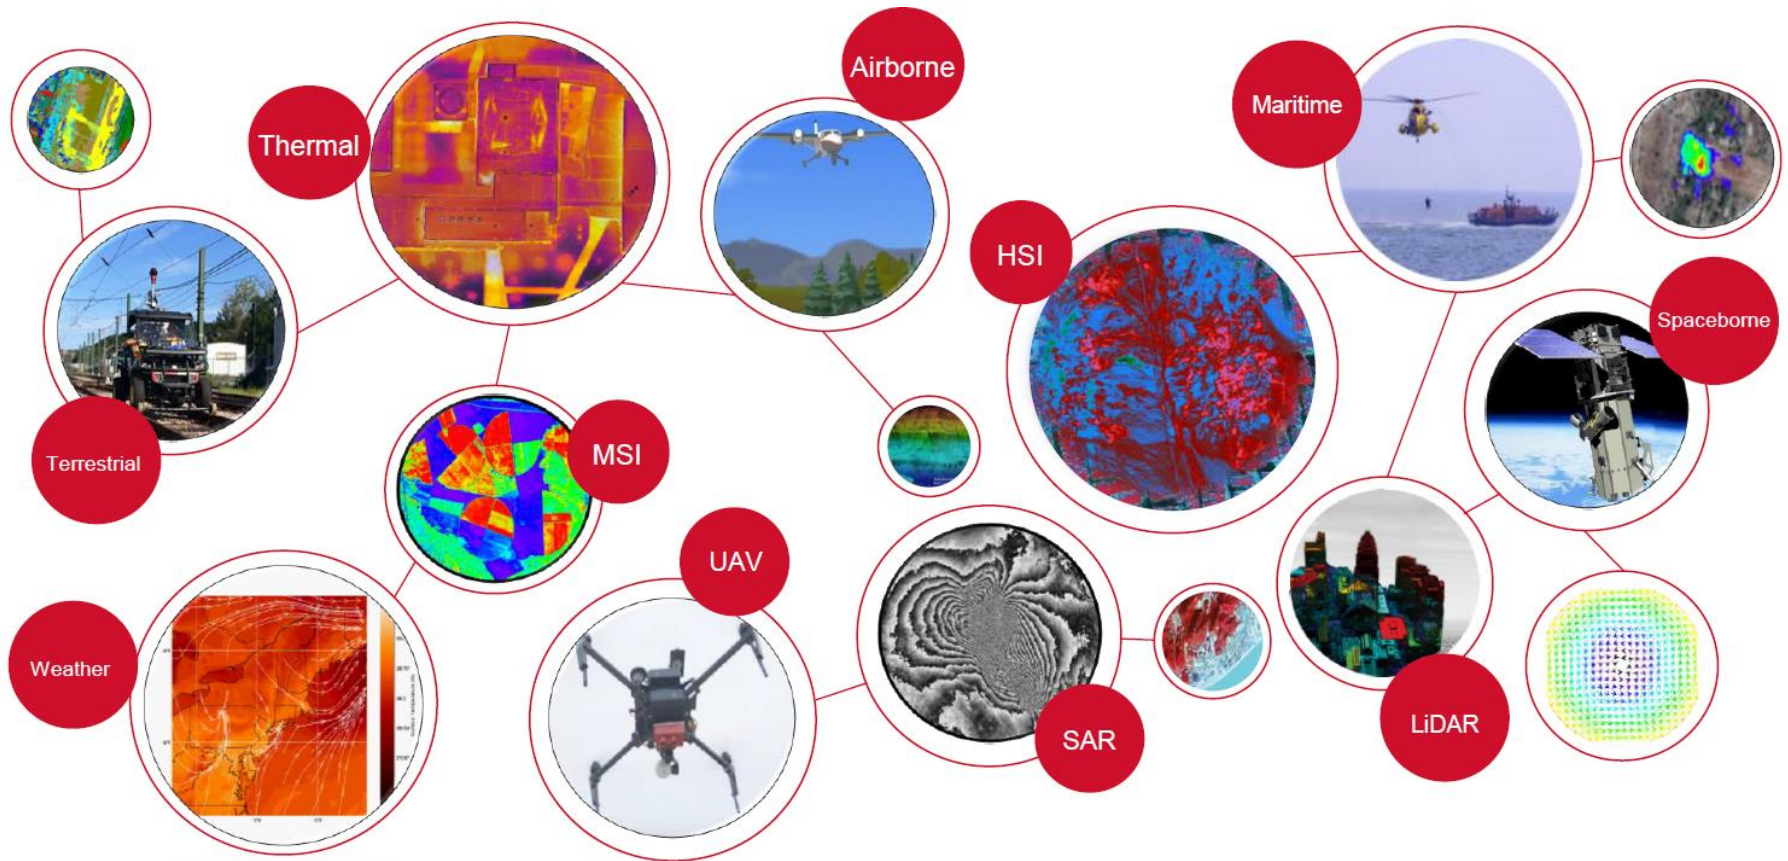 Airborne
Maritime
Thermal
HSI
Spaceborne
Terrestrial
MSI
UAV
Weather
SAR
LiDAR